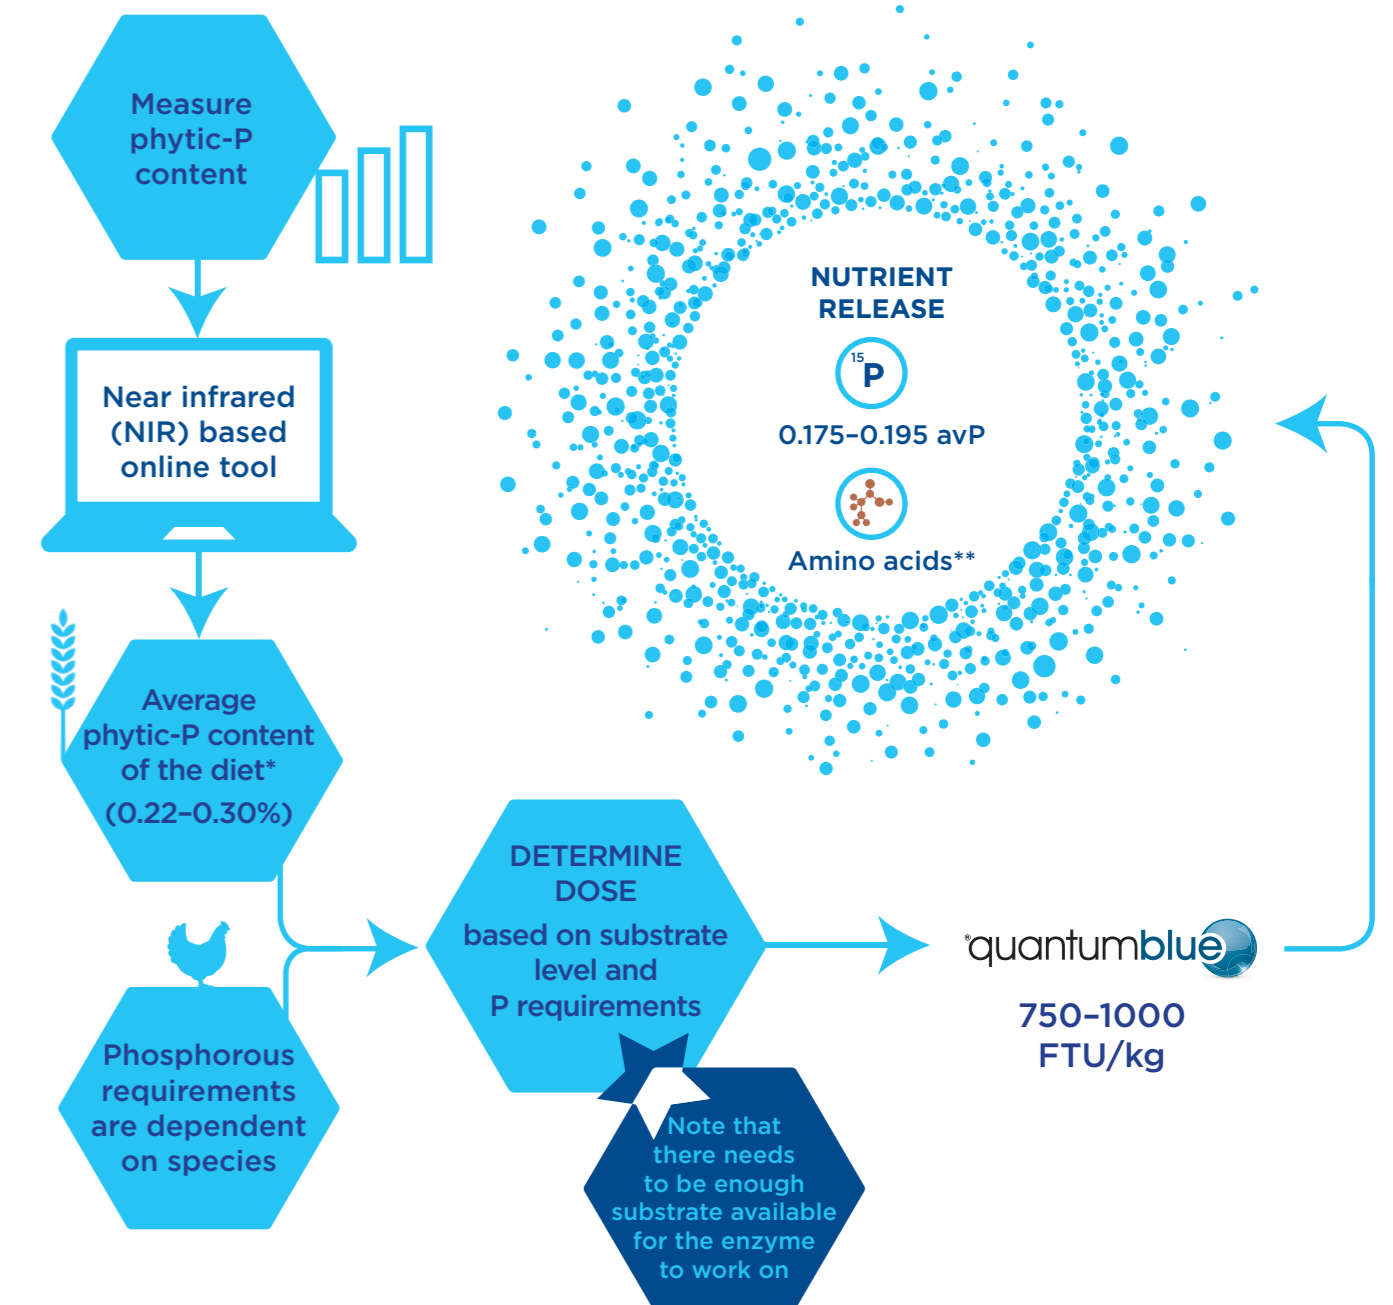 Measure
phytic-P
content
Near infrared
(NIR) based
online tool
Average
phytic-P content
of the diet*
(0.22–0.30%)
Phosphorous
requirements
are dependent
on species
DETERMINE
DOSE
based on substrate
level and
P requirements
Note that
there needs
to be enough
substrate available
for the enzyme
to work on
®quantumblue
750–1000
FTU/kg
NUTRIENT
RELEASE
15
P
0.175–0.195 avP
Amino acids**